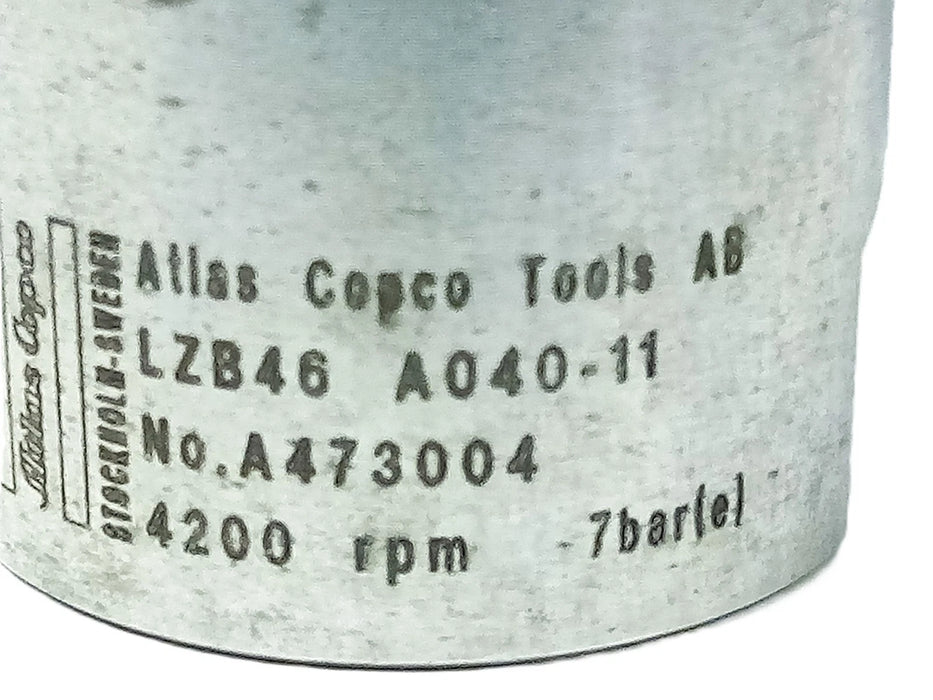 Atlas Copco
STOCKHOLM-SWEDEN
Atlas Copco Tools AB
LZB46 A040-11
No.A473004
4200 rpm 7bar(e)